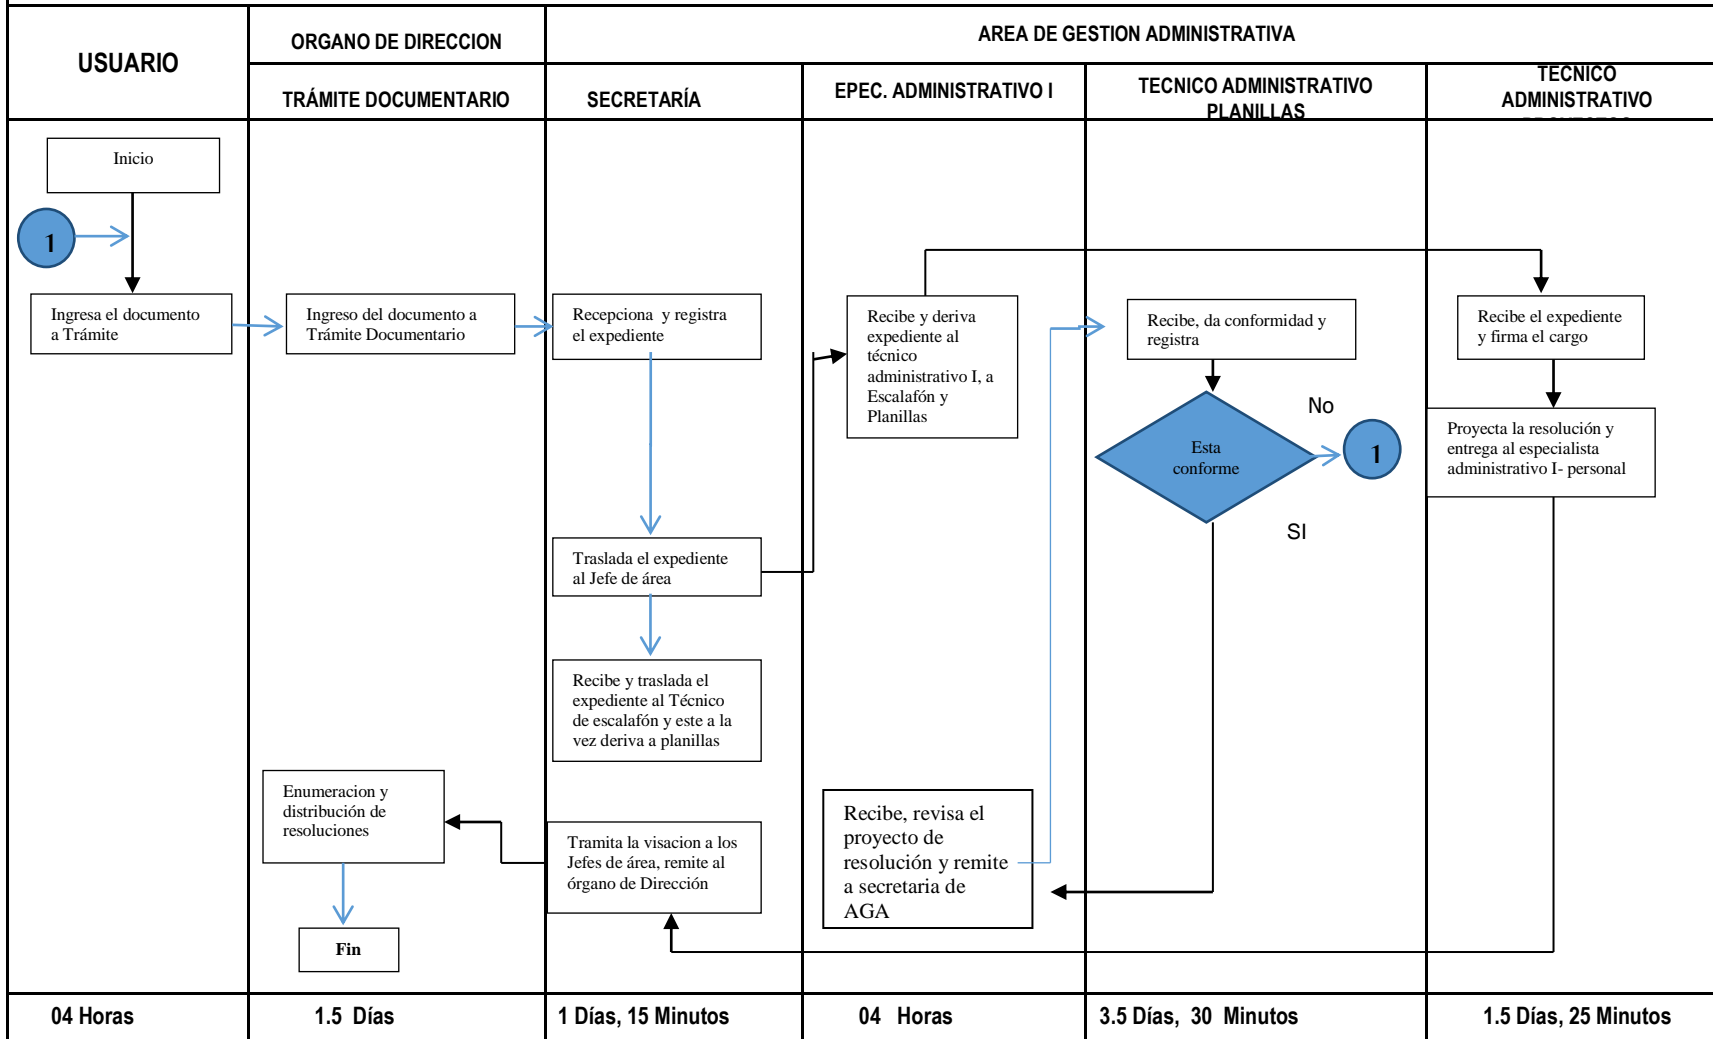 USUARIO
ORGANO DE DIRECCION
AREA DE GESTION ADMINISTRATIVA
TRÁMITE DOCUMENTARIO
SECRETARÍA
EPEC. ADMINISTRATIVO I
TECNICO ADMINISTRATIVO
PLANILLAS
TECNICO
ADMINISTRATIVO
Inicio
1
Ingresa el documento
a Trámite
Ingreso del documento a
Trámite Documentario
Recepciona y registra
el expediente
Recibe y deriva
expediente al
técnico
administrativo I, a
Escalafón y
Planillas
Recibe, da conformidad y
registra
Recibe el expediente
y firma el cargo
No
Esta
conforme
1
SI
Proyecta la resolución y
entrega al especialista
administrativo I- personal
Traslada el expediente
al Jefe de área
Recibe y traslada el
expediente al Técnico
de escalafón y este a la
vez deriva a planillas
Enumeracion y
distribución de
resoluciones
Tramita la visacion a los
Jefes de área, remite al
órgano de Dirección
Recibe, revisa el
proyecto de
resolución y remite
a secretaria de
AGA
Fin
04 Horas
1.5 Días
1 Días, 15 Minutos
04 Horas
3.5 Días, 30 Minutos
1.5 Días, 25 Minutos